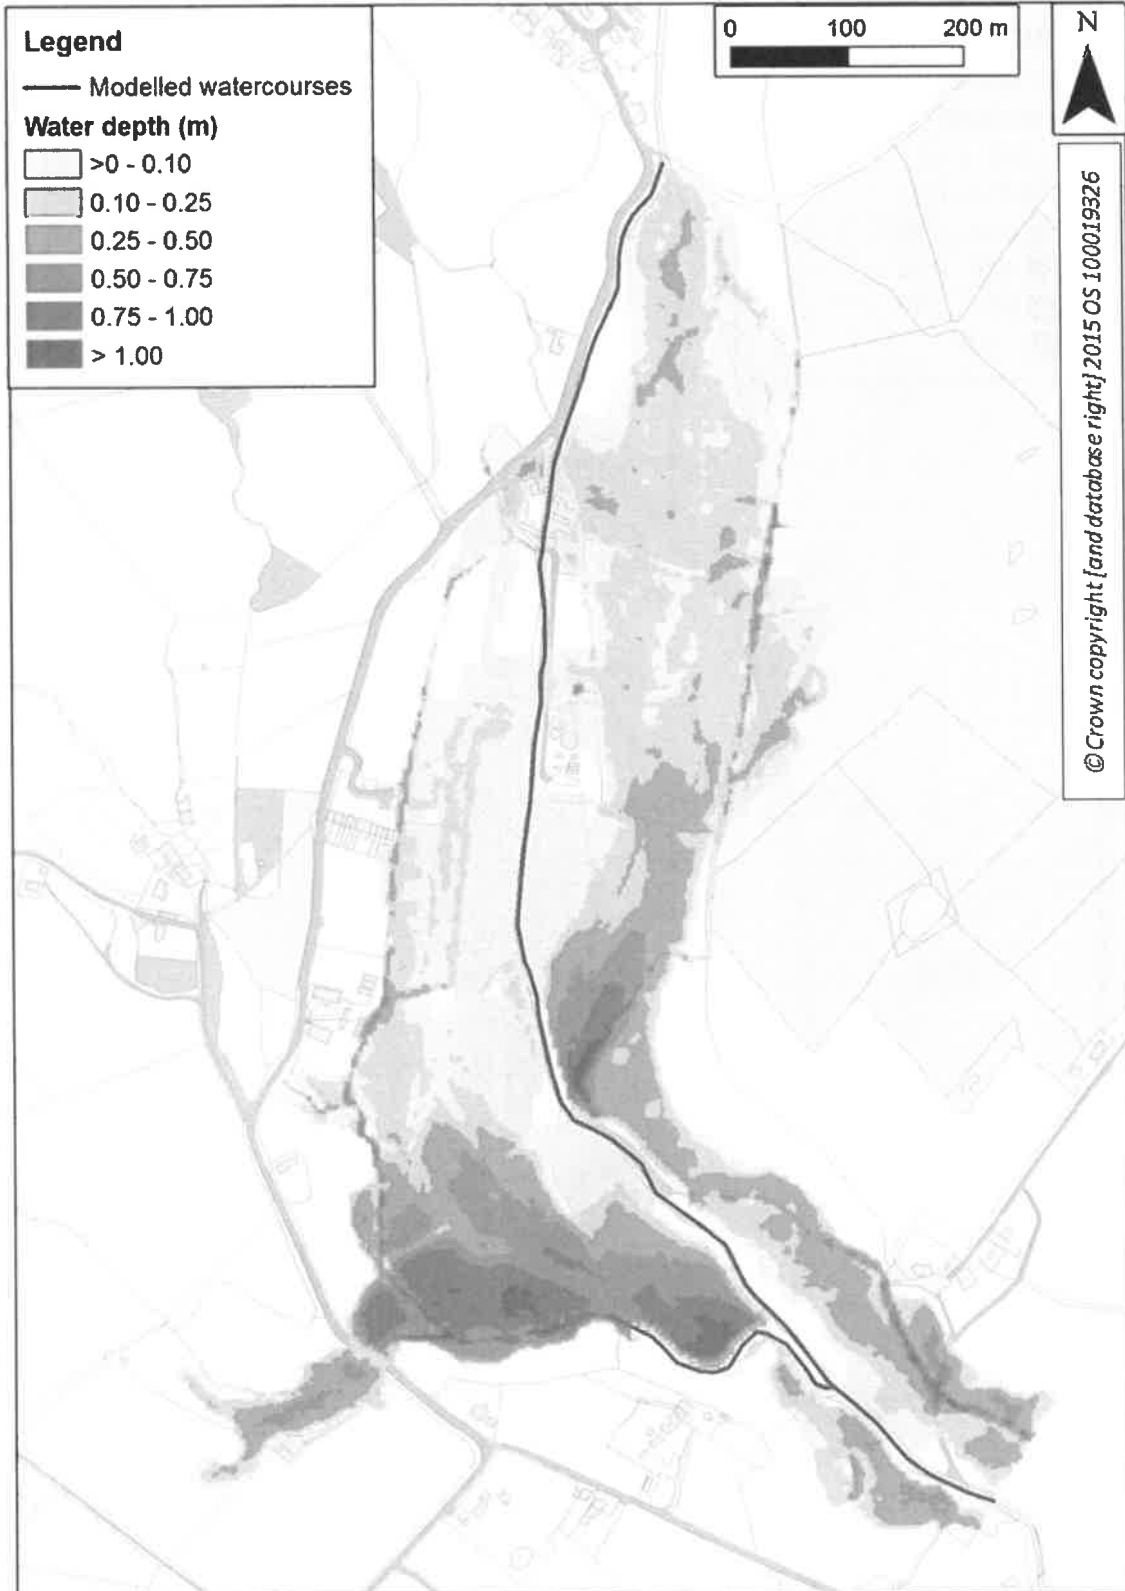 Legend
Modelled watercourses
Water depth (m)
>0 - 0.10
0.10 - 0.25
0.25 - 0.50
0.50 - 0.75
0.75 - 1.00
> 1.00
0 100 200 m
N
© Crown copyright [and database right] 2015 OS 100019326